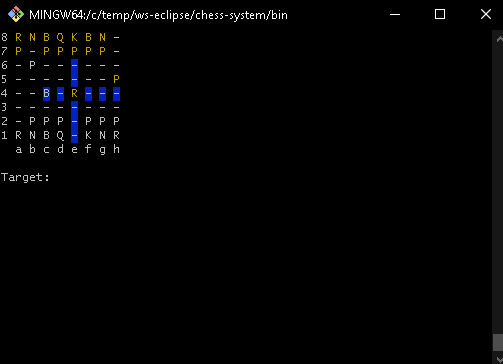 MINGW64:/c/temp/ws-eclipse/chess-system/bin
8 R N B Q K B N -
7 P - P P P P P -
6 - P - - - - - -
5 - - - - - - - P
4 - - B - R - - -
3 - - - - - - - -
2 - P P P - P P P
1 R N B Q - K N R
a b c d e f g h
Target: